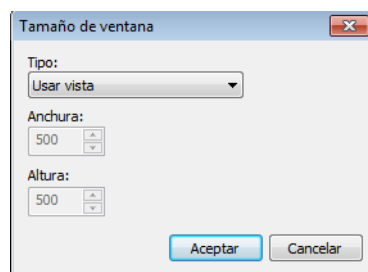 Tamaño de ventana
Tipo:
Usar vista
Anchura:
500
Altura:
500
Aceptar Cancelar